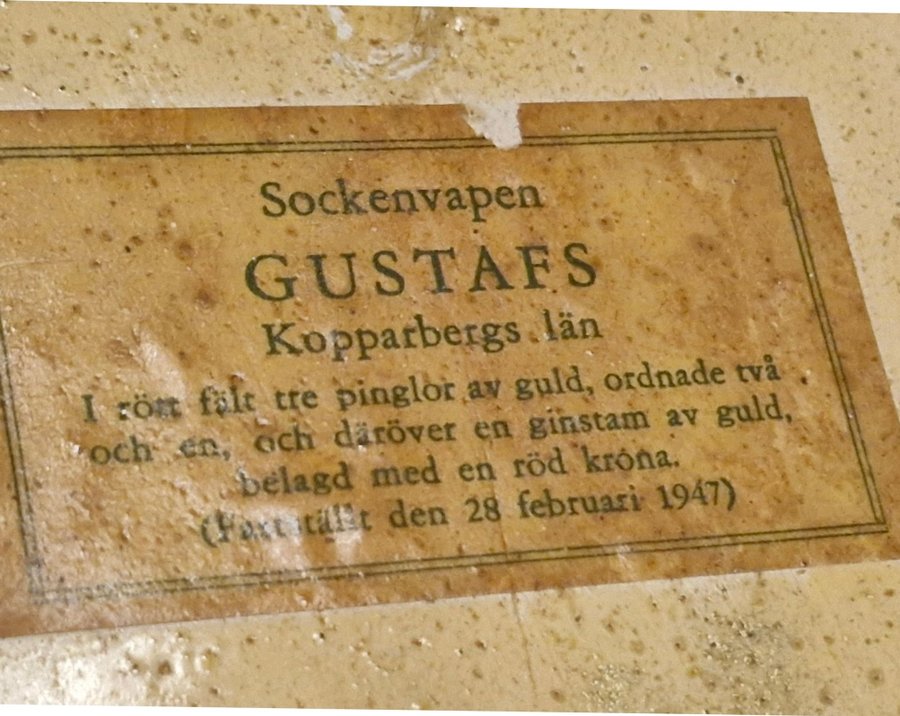 Sockenvapen
GUSTAFS
Kopparbergs län
I rött fält tre pinglor av guld, ordnade två
och en, och däröver en ginstam av guld,
belagd med en röd krona.
(Fastställt den 28 februari 1947)